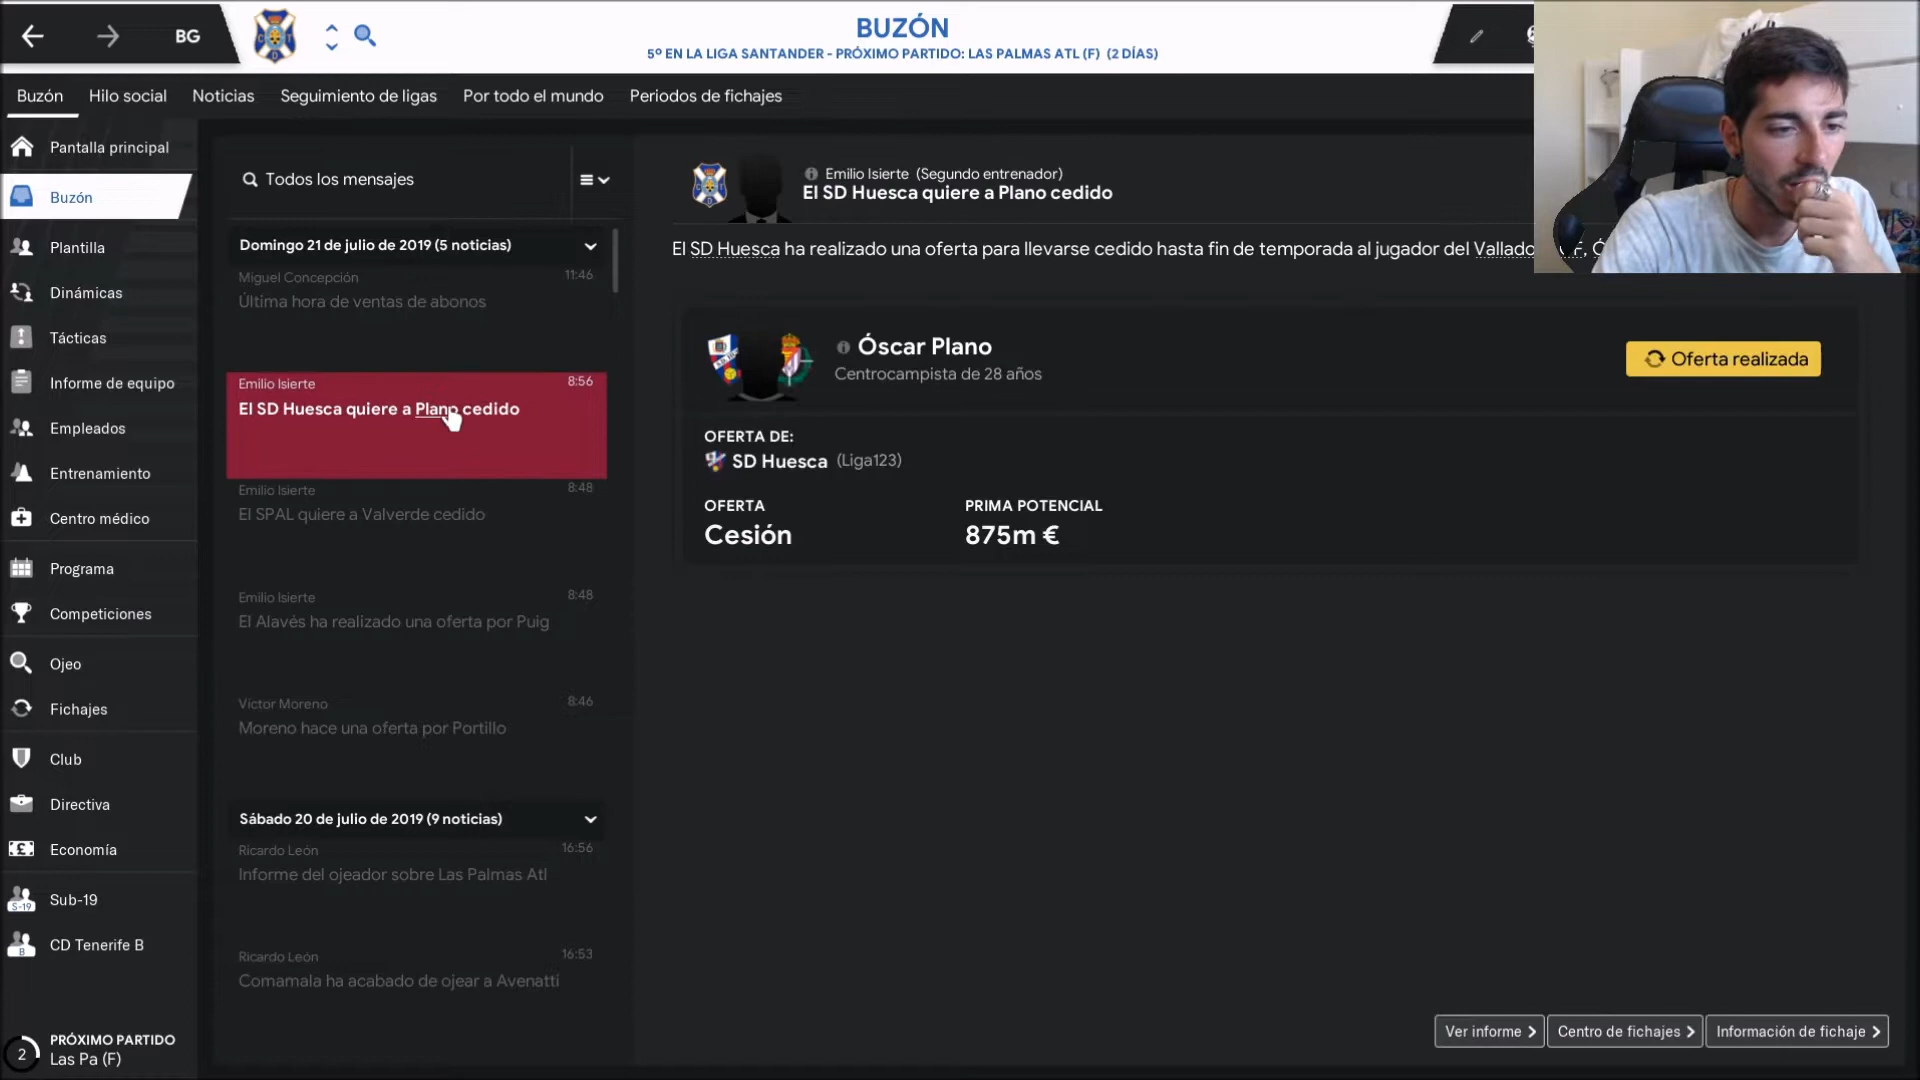 BG
BUZÓN
5º EN LA LIGA SANTANDER - PRÓXIMO PARTIDO: LAS PALMAS ATL (F) (2 DÍAS)
Buzón
Hilo social
Noticias
Seguimiento de ligas
Por todo el mundo
Periodos de fichajes
Pantalla principal
Buzón
Plantilla
Dinámicas
Tácticas
Informe de equipo
Empleados
Entrenamiento
Centro médico
Programa
Competiciones
Ojeo
Fichajes
Club
Directiva
Economía
Sub-19
CD Tenerife B
2
PRÓXIMO PARTIDO
Las Pa (F)
Todos los mensajes
Domingo 21 de julio de 2019 (5 noticias)
Miguel Concepción 11:46
Última hora de ventas de abonos
Emilio Isierte 8:56
El SD Huesca quiere a Plano cedido
Emilio Isierte 8:48
El SPAL quiere a Valverde cedido
Emilio Isierte 8:48
El Alavés ha realizado una oferta por Puig
Víctor Moreno 8:46
Moreno hace una oferta por Portillo
Sábado 20 de julio de 2019 (9 noticias)
Ricardo León 16:56
Informe del ojeador sobre Las Palmas Atl
Ricardo León 16:53
Comamala ha acabado de ojear a Avenatti
Emilio Isierte (Segundo entrenador)
El SD Huesca quiere a Plano cedido
El SD Huesca ha realizado una oferta para llevarse cedido hasta fin de temporada al jugador del
Óscar Plano
Centrocampista de 28 años
Oferta realizada
OFERTA DE:
SD Huesca (Liga123)
OFERTA
Cesión
PRIMA POTENCIAL
875m €
Ver informe
Centro de fichajes
Información de fichaje